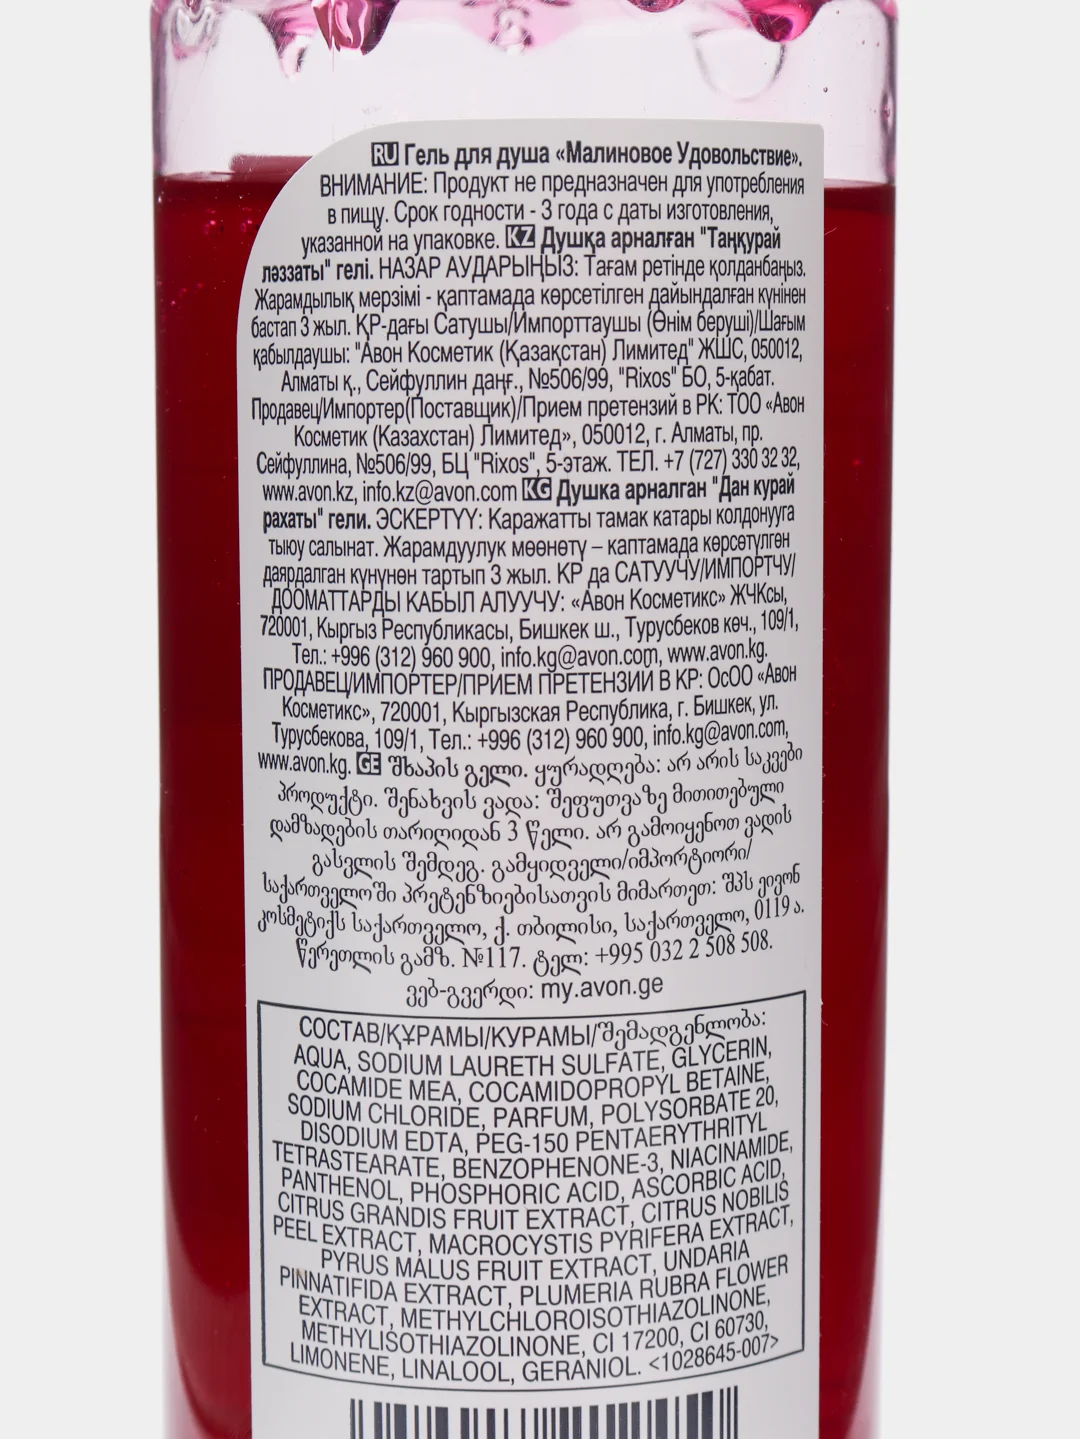 RU Гель для душа «Малиновое Удовольствие».
ВНИМАНИЕ: Продукт не предназначен для употребления
в пищу. Срок годности - 3 года с даты изготовления,
указанной на упаковке. KZ Душқа арналған "Таңқурай
ләззаты" гелі. НАЗАР АУДАРЫҢЫЗ: Тағам ретінде қолданбаңыз.
Жарамдылық мерзімі - қаптамада көрсетілген дайындалған күнінен
бастап 3 жыл. ҚР-дағы Сатушы/Импорттаушы (Өнім беруші)/Шағым
қабылдаушы: "Авон Косметик (Қазақстан) Лимитед" ЖШС, 050012,
Алматы қ., Сейфуллин даңғ., №506/99, "Rixos" БО, 5-қабат.
Продавец/Импортер(Поставщик)/Прием претензий в РК: ТОО «Авон
Косметик (Казахстан) Лимитед», 050012, г. Алматы, пр.
Сейфуллина, №506/99, БЦ "Rixos", 5-этаж. ТЕЛ. +7 (727) 330 32 32,
www.avon.kz, info.kz@avon.com KG Душка арналган "Дан курай
рахаты" гели. ЭСКЕРТҮҮ: Каражатты тамак катары колдонууга
тыюу салынат. Жарамдуулук мөөнөтү – каптамада көрсөтүлгөн
даярдалган күнүнөн тартып 3 жыл. КР да САТУУЧУ/ИМПОРТЧУ/
ДООМАТТАРДЫ КАБЫЛ АЛУУЧУ: «Авон Косметикс» ЖЧКсы,
720001, Кыргыз Республикасы, Бишкек ш., Турусбеков көч., 109/1,
Тел.: +996 (312) 960 900, info.kg@avon.com, www.avon.kg.
ПРОДАВЕЦ/ИМПОРТЕР/ПРИЕМ ПРЕТЕНЗИЙ В КР: ОсОО «Авон
Косметикс», 720001, Кыргызская Республика, г. Бишкек, ул.
Турусбекова, 109/1, Тел.: +996 (312) 960 900, info.kg@avon.com,
www.avon.kg. GE შხაპის გელი. ყურადღება: არ არის საკვები
პროდუქტი. შენახვის ვადა: შეფუთვაზე მითითებული
დამზადების თარიღიდან 3 წელი. არ გამოიყენოთ ვადის
გასვლის შემდეგ. გამყიდველი/იმპორტიორი/
საქართველოში პრეტენზიებისათვის მიმართეთ: შპს ეივონ
კოსმეტიქს საქართველო, ქ. თბილისი, საქართველო, 0119 ა.
წერეთლის გამზ. №117. ტელ: +995 032 2 508 508.
ვებ-გვერდი: my.avon.ge
СОСТАВ/ҚҰРАМЫ/КУРАМЫ/შემადგენლობა:
AQUA, SODIUM LAURETH SULFATE, GLYCERIN,
COCAMIDE MEA, COCAMIDOPROPYL BETAINE,
SODIUM CHLORIDE, PARFUM, POLYSORBATE 20,
DISODIUM EDTA, PEG-150 PENTAERYTHRITYL
TETRASTEARATE, BENZOPHENONE-3, NIACINAMIDE,
PANTHENOL, PHOSPHORIC ACID, ASCORBIC ACID,
CITRUS GRANDIS FRUIT EXTRACT, CITRUS NOBILIS
PEEL EXTRACT, MACROCYSTIS PYRIFERA EXTRACT,
PYRUS MALUS FRUIT EXTRACT, UNDARIA
PINNATIFIDA EXTRACT, PLUMERIA RUBRA FLOWER
EXTRACT, METHYLCHLOROISOTHIAZOLINONE,
METHYLISOTHIAZOLINONE, CI 17200, CI 60730,
LIMONENE, LINALOOL, GERANIOL. <1028645-007>